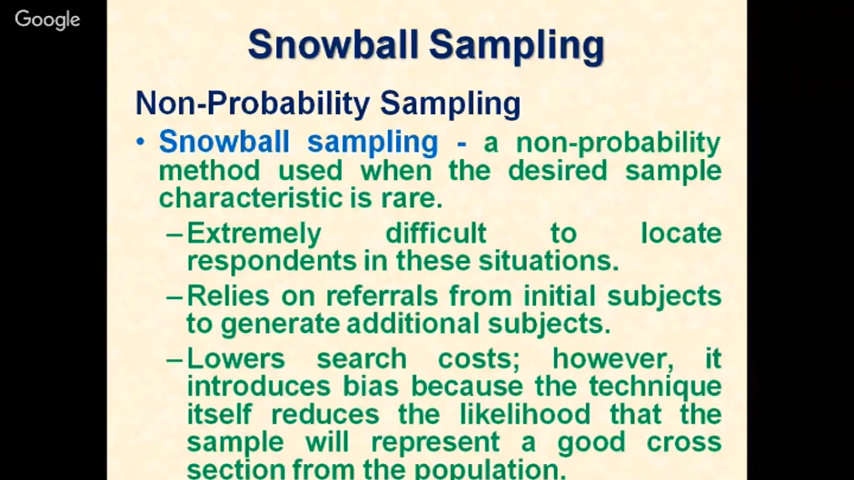 Google
Snowball Sampling
Non-Probability Sampling
• Snowball sampling - a non-probability
method used when the desired sample
characteristic is rare.
–Extremely difficult to locate
respondents in these situations.
–Relies on referrals from initial subjects
to generate additional subjects.
–Lowers search costs; however, it
introduces bias because the technique
itself reduces the likelihood that the
sample will represent a good cross
section from the population.